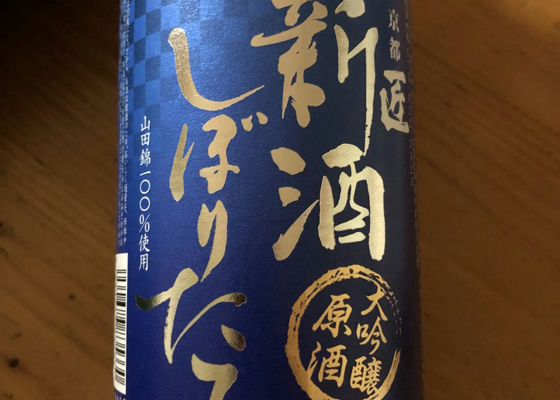 京都
匠
新酒
しぼりたて
山田錦一〇〇%使用
大吟醸
原酒